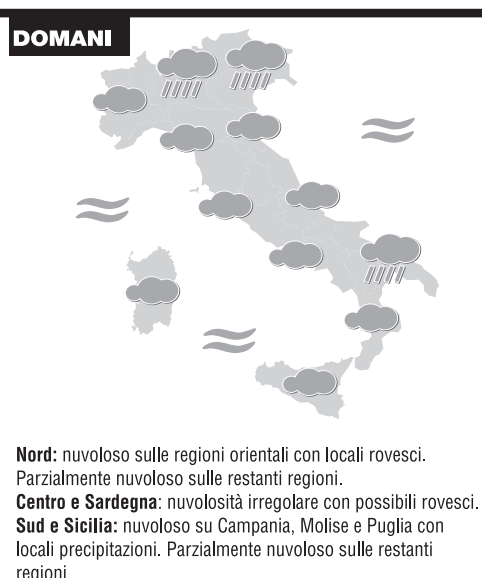 DOMANI
Nord: nuvoloso sulle regioni orientali con locali rovesci.
Parzialmente nuvoloso sulle restanti regioni.
Centro e Sardegna: nuvolosità irregolare con possibili rovesci.
Sud e Sicilia: nuvoloso su Campania, Molise e Puglia con
locali precipitazioni. Parzialmente nuvoloso sulle restanti
regioni